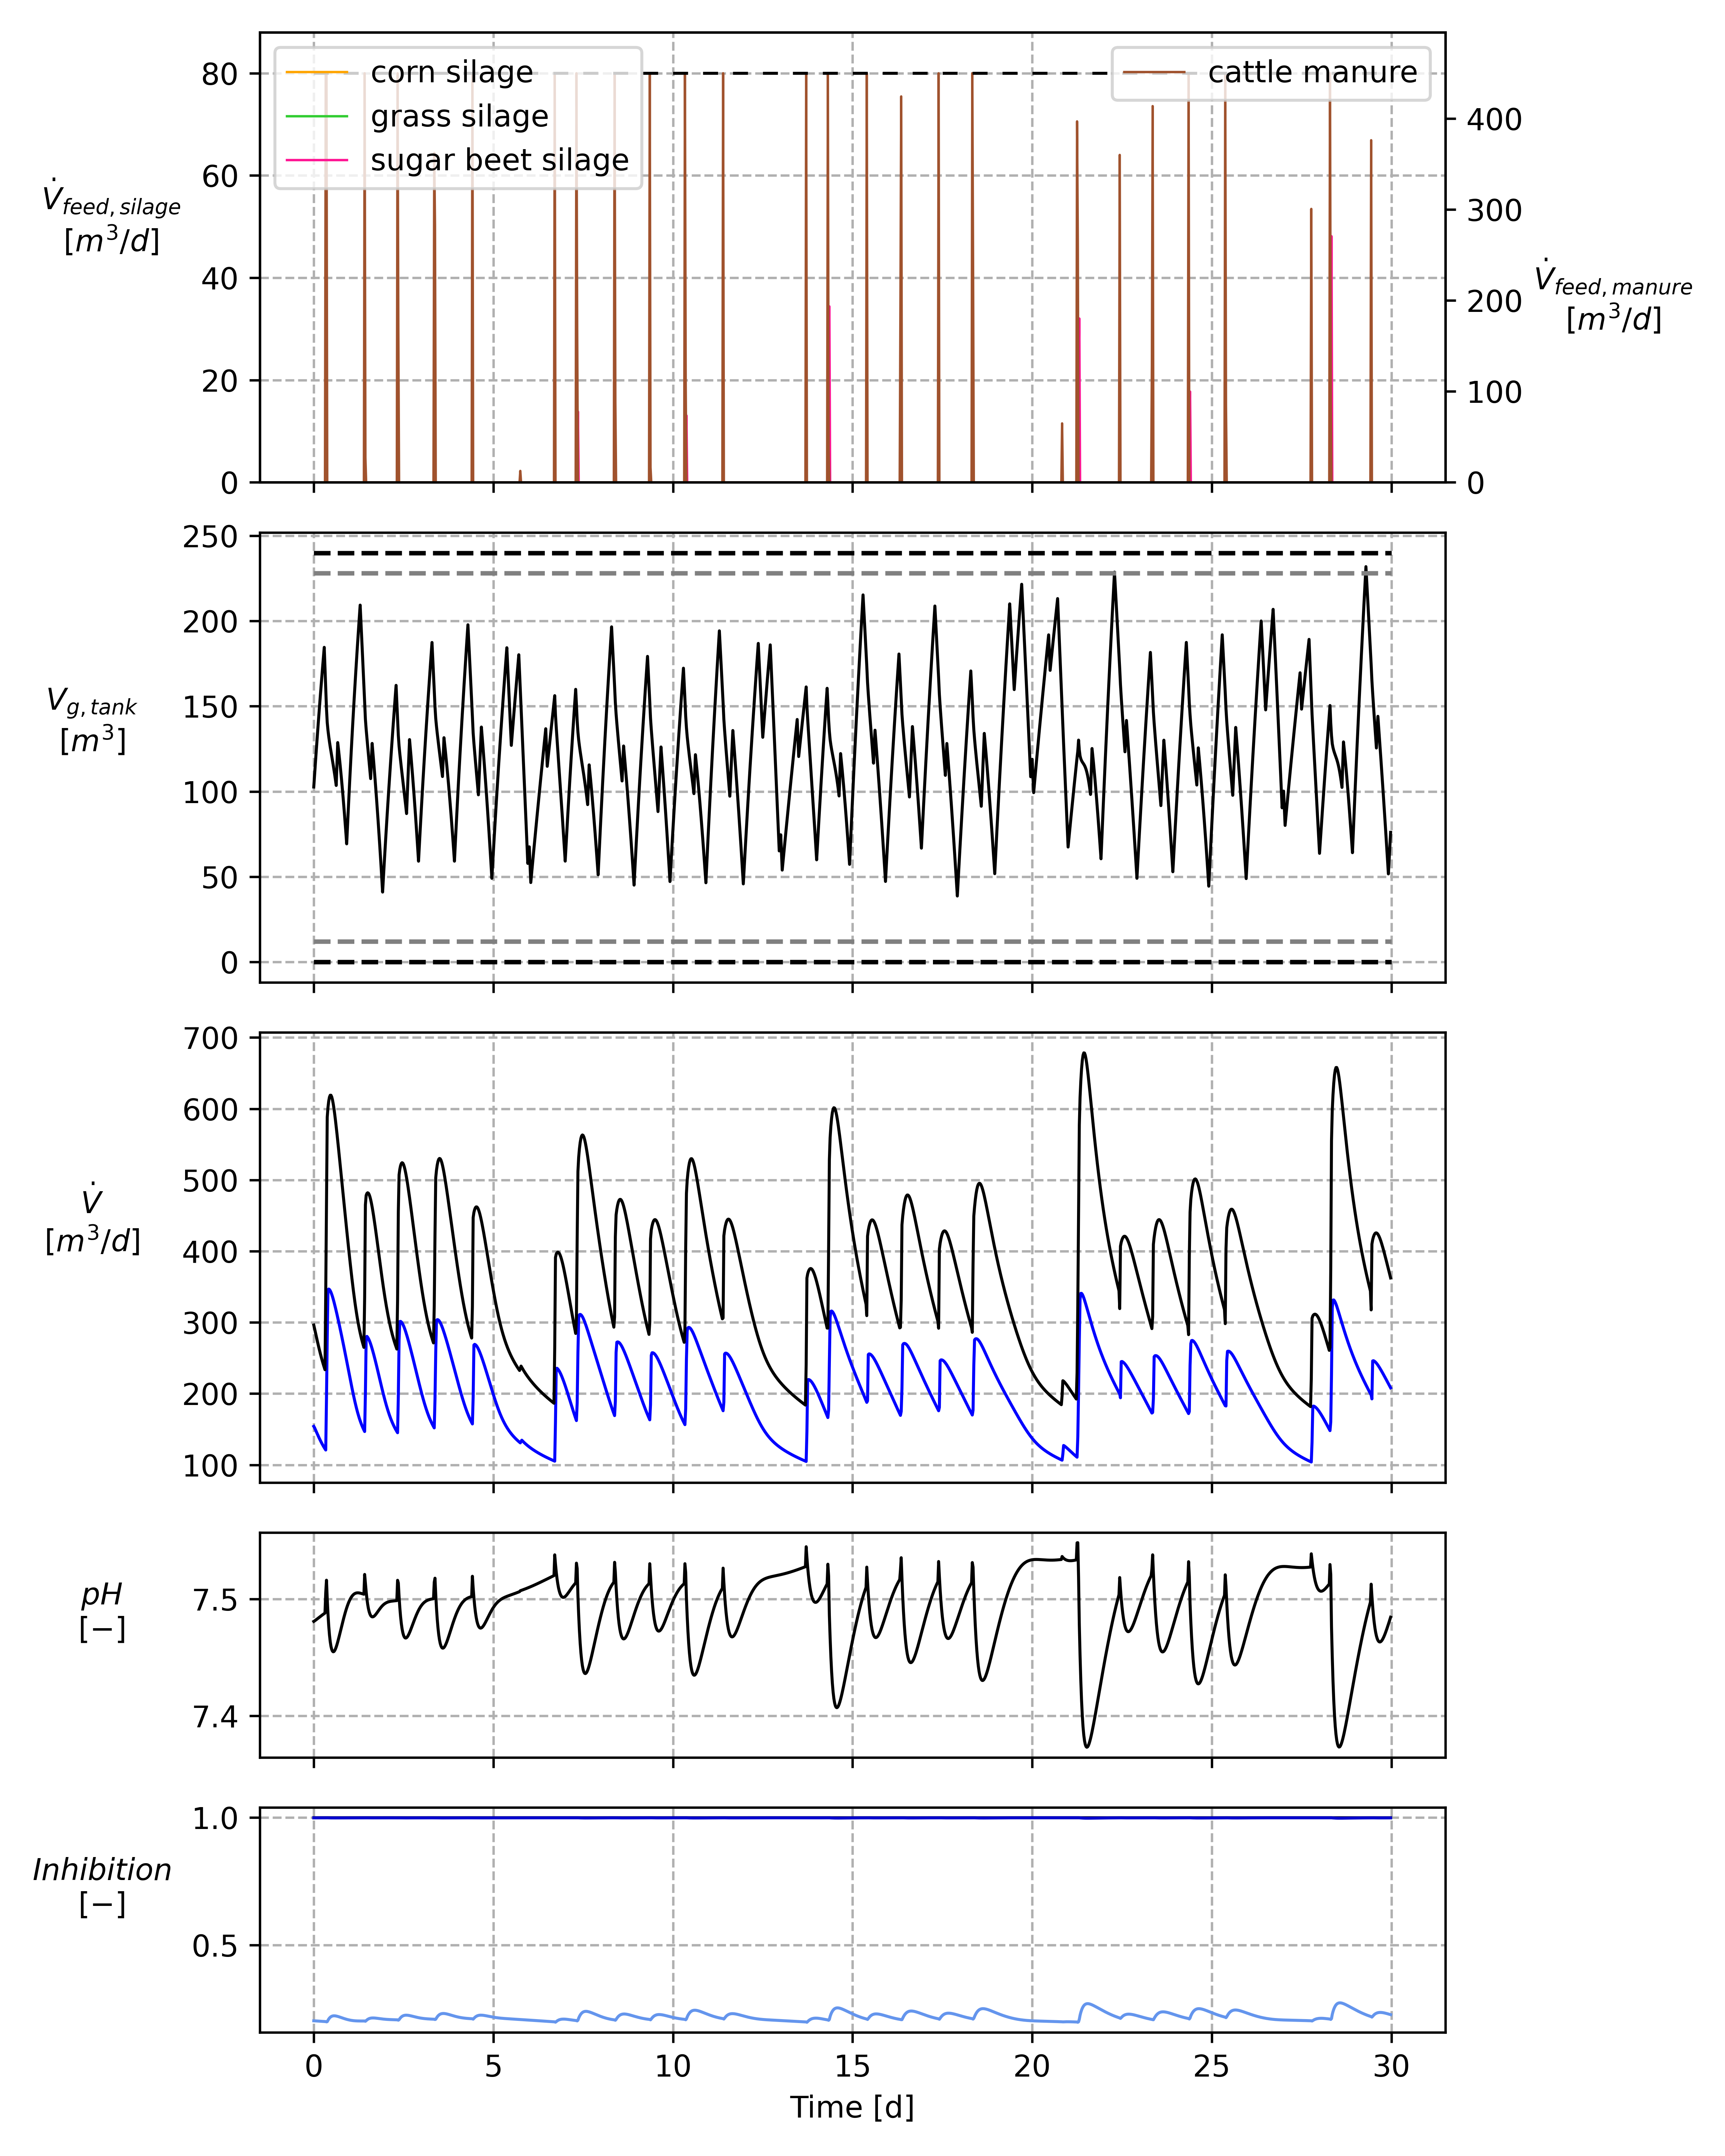 corn silage
grass silage
sugar beet silage
cattle manure
80
60
40
20
0
V̇feed, silage
[m³/d]
400
300
200
100
0
V̇feed, manure
[m³/d]
250
200
150
100
50
0
Vg, tank
[m³]
700
600
500
400
300
200
100
V̇
[m³/d]
7.5
7.4
pH
[−]
1.0
0.5
Inhibition
[−]
0 5 10 15 20 25 30
Time [d]